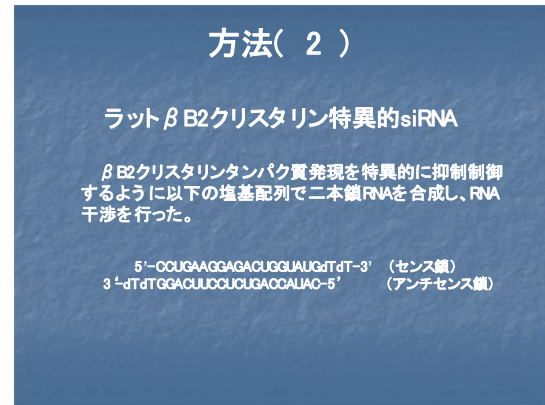 方法( 2 )
ラットβB2クリスタリン特異的siRNA
βB2クリスタリンタンパク質発現を特異的に抑制制御
するように以下の塩基配列で二本鎖RNAを合成し、RNA
干渉を行った。
5'-CCUGAAGGAGACUGGUAUGdTdT-3' (センス鎖)
3'-dTdTGGACUUCCUCUGACCAUAC-5' (アンチセンス鎖)